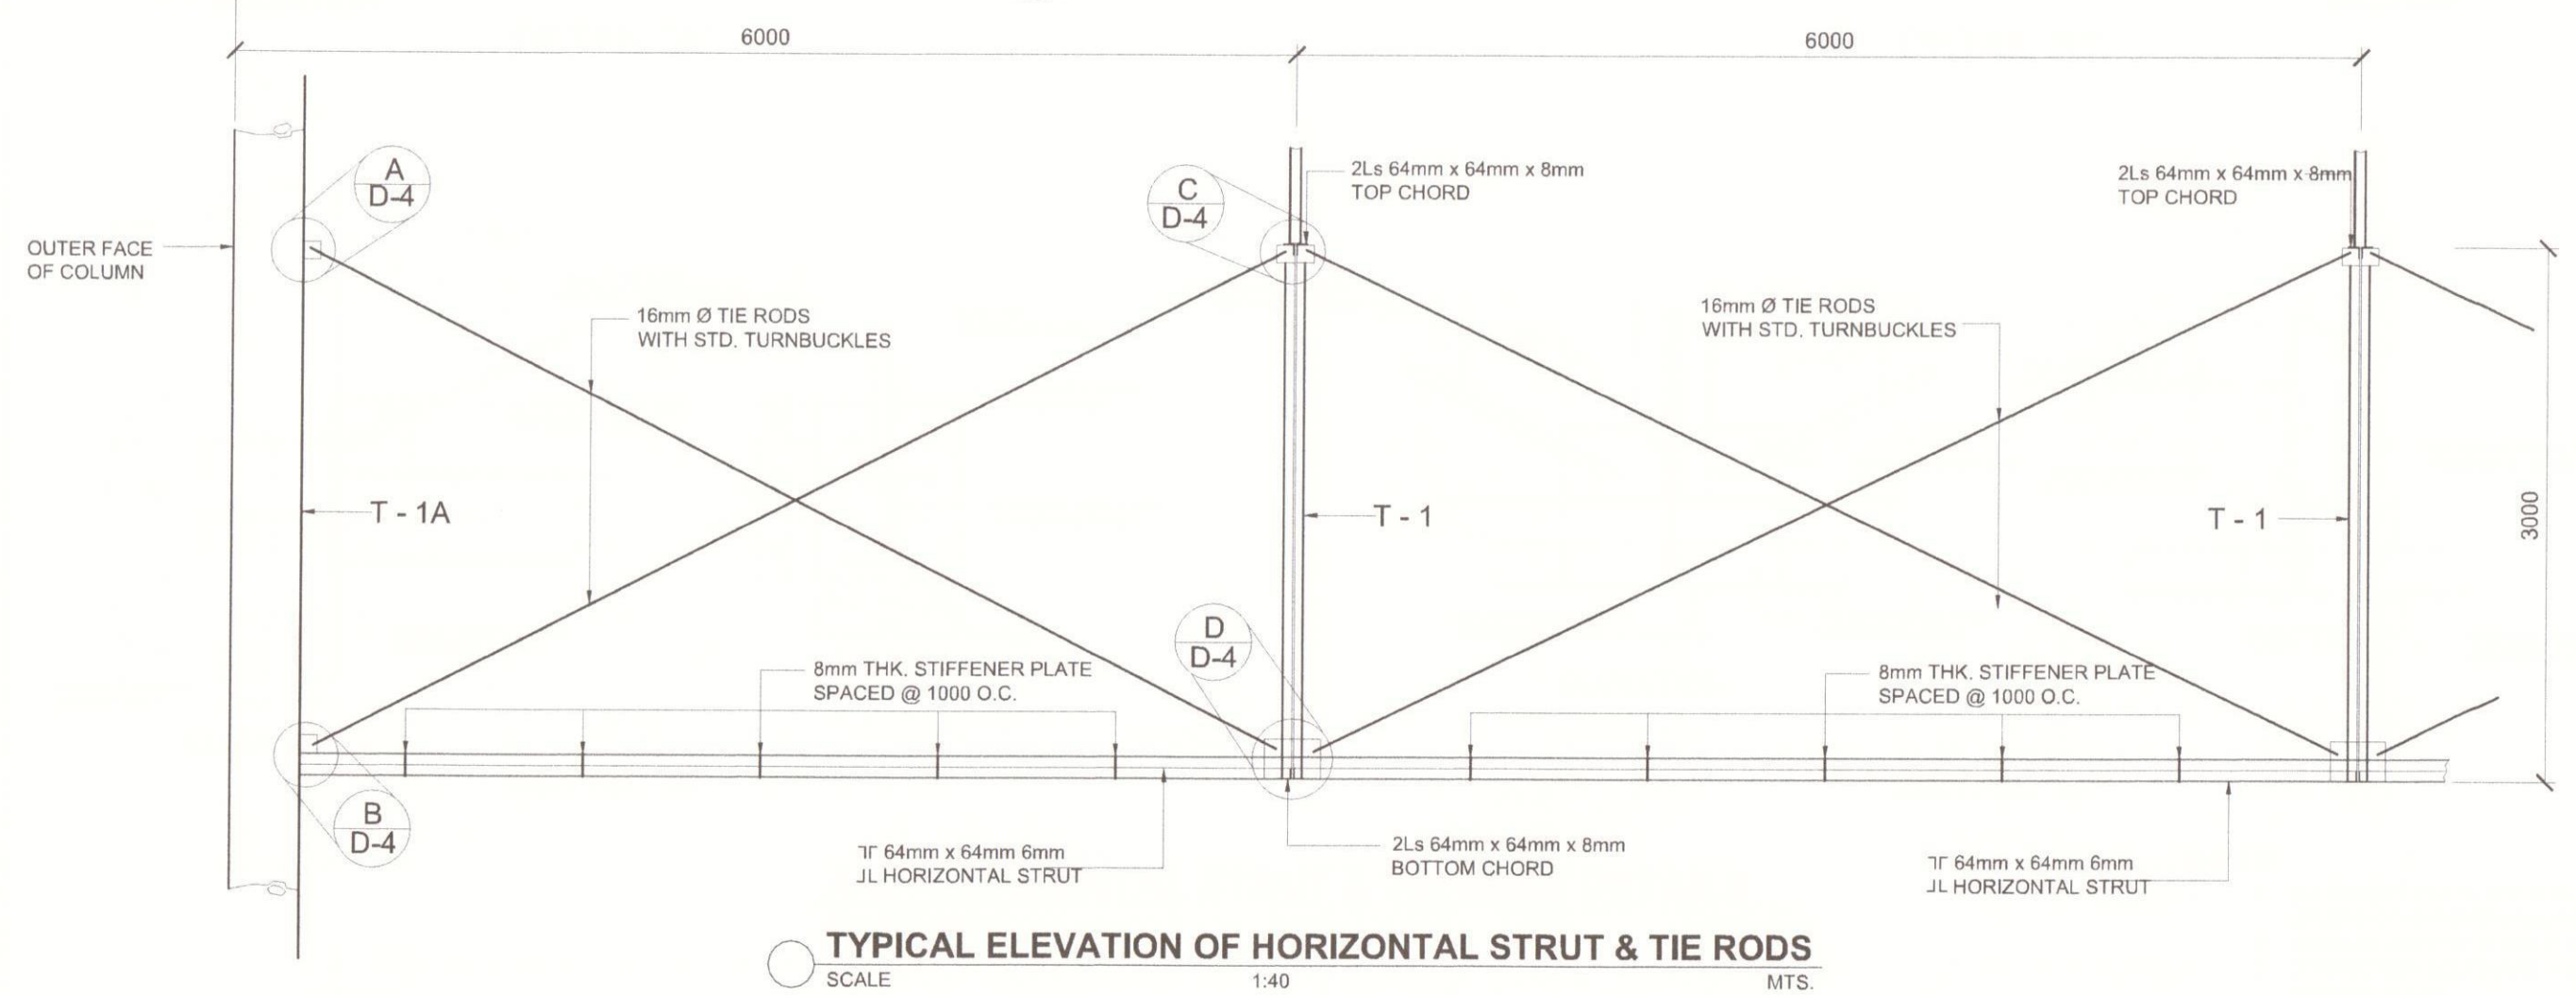 6000
6000
A
D-4
C
D-4
2Ls 64mm x 64mm x 8mm
TOP CHORD
2Ls 64mm x 64mm x 8mm
TOP CHORD
OUTER FACE
OF COLUMN
16mm Ø TIE RODS
WITH STD. TURNBUCKLES
16mm Ø TIE RODS
WITH STD. TURNBUCKLES
T - 1A
T - 1
T - 1
3000
D
D-4
8mm THK. STIFFENER PLATE
SPACED @ 1000 O.C.
8mm THK. STIFFENER PLATE
SPACED @ 1000 O.C.
B
D-4
64mm x 64mm 6mm
HORIZONTAL STRUT
2Ls 64mm x 64mm x 8mm
BOTTOM CHORD
64mm x 64mm 6mm
HORIZONTAL STRUT
TYPICAL ELEVATION OF HORIZONTAL STRUT & TIE RODS
SCALE 1:40 MTS.